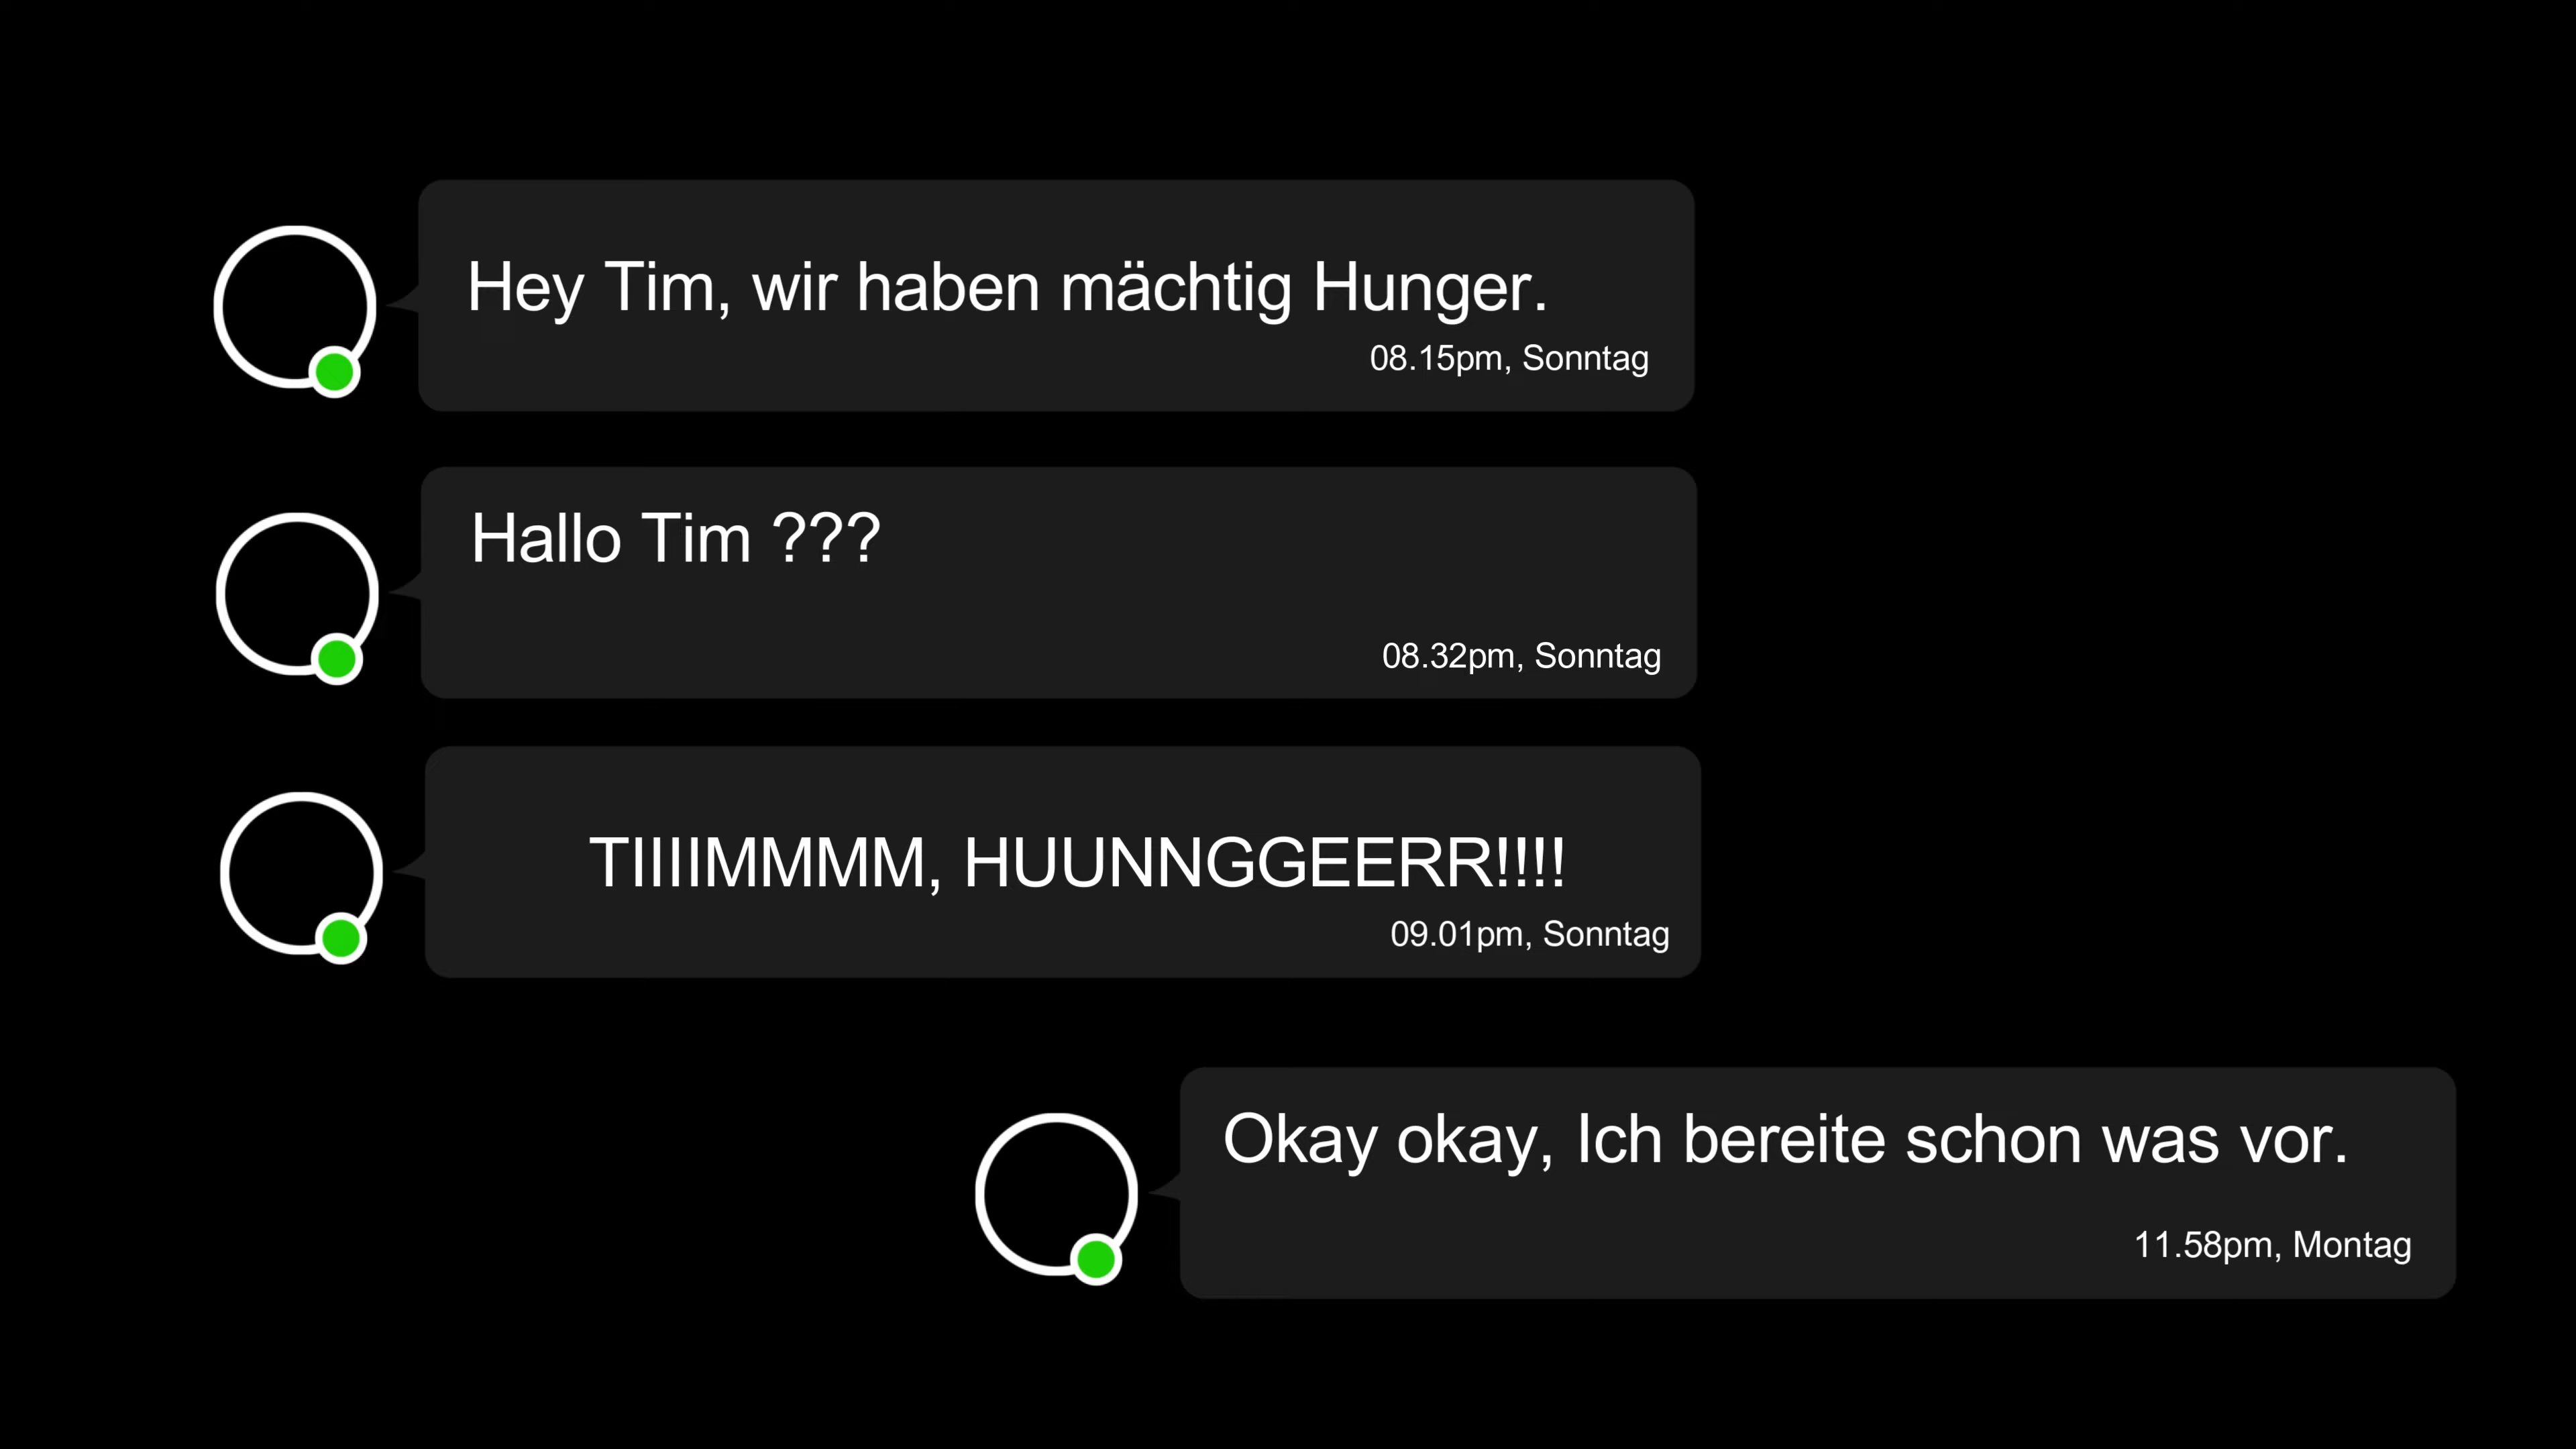 Hey Tim, wir haben mächtig Hunger.
08.15pm, Sonntag
Hallo Tim ???
08.32pm, Sonntag
TIIIIMMMM, HUUNNGGEERR!!!!
09.01pm, Sonntag
Okay okay, Ich bereite schon was vor.
11.58pm, Montag